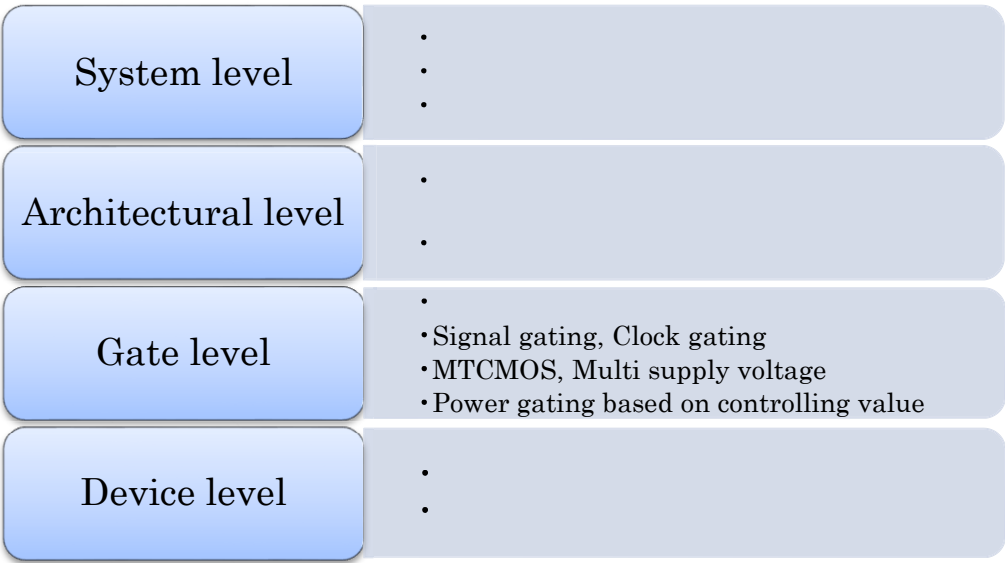 System level
•
•
•
Architectural level
•
•
Gate level
•
•Signal gating, Clock gating
•MTCMOS, Multi supply voltage
•Power gating based on controlling value
Device level
•
•